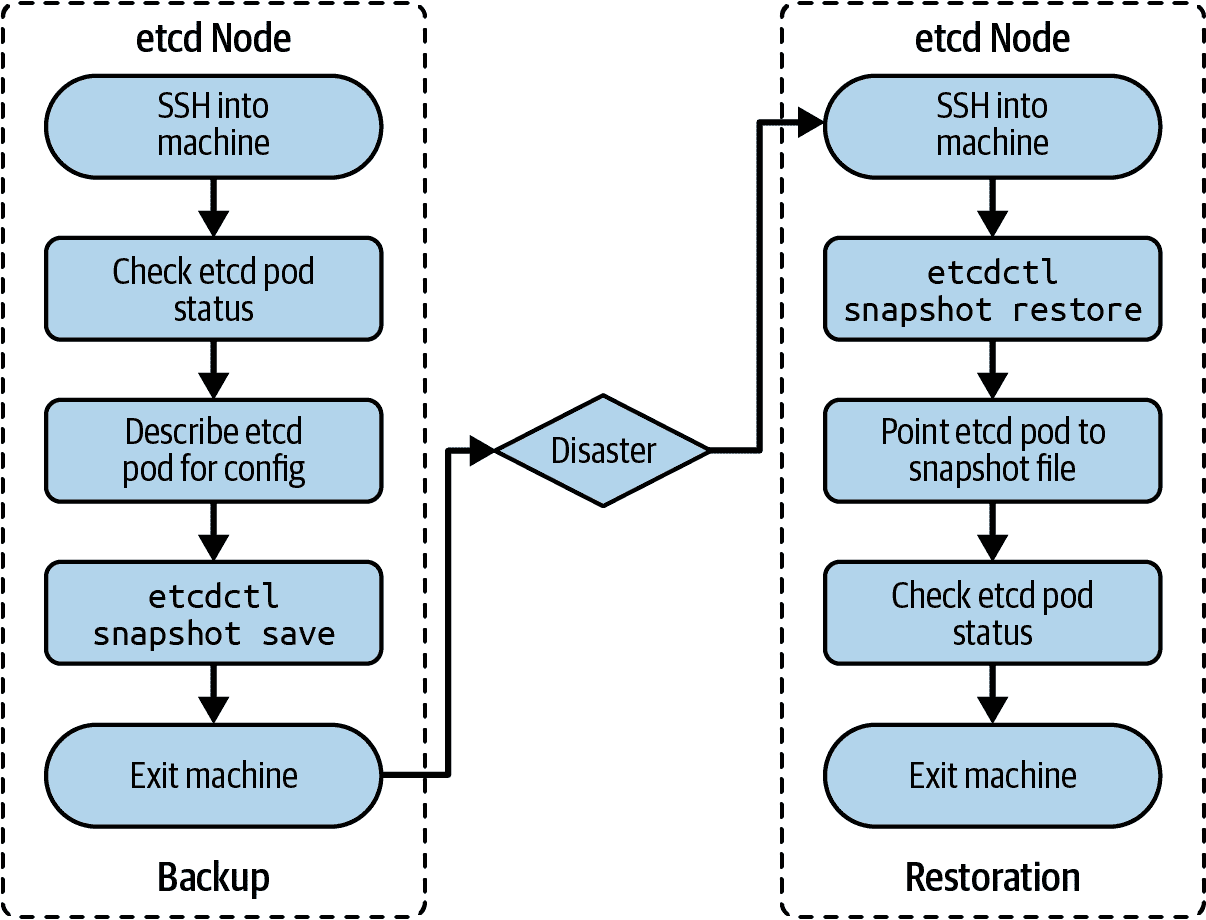 etcd Node
SSH into
machine
Check etcd pod
status
Describe etcd
pod for config
etcdctl
snapshot save
Exit machine
Backup
Disaster
etcd Node
SSH into
machine
etcdctl
snapshot restore
Point etcd pod to
snapshot file
Check etcd pod
status
Exit machine
Restoration